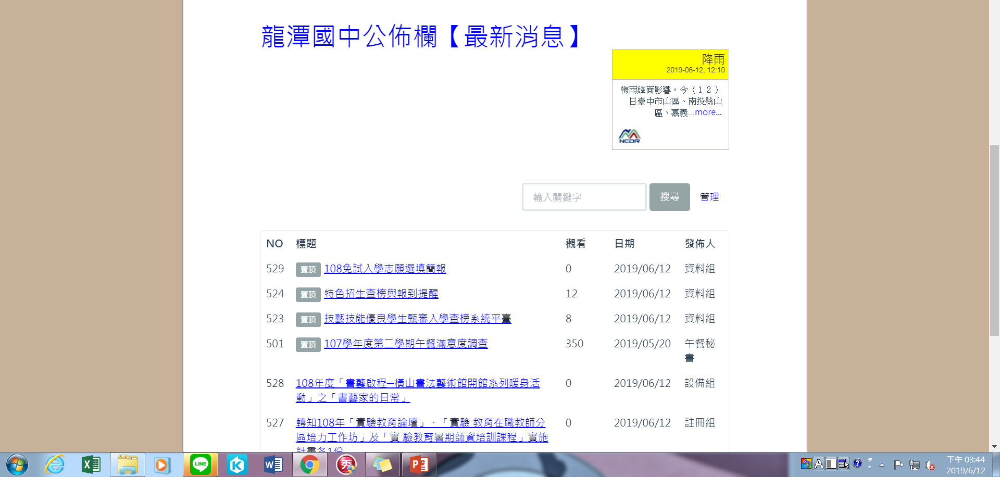 龍潭國中公佈欄【最新消息】
降雨
2019-06-12, 12:10
梅雨鋒面影響，今（１２）
日臺中市山區、南投縣山
區、嘉義...more...
NCDR
輸入關鍵字 搜尋 管理
NO 標題 觀看 日期 發佈人
529 置頂 108免試入學志願選填簡報 0 2019/06/12 資料組
524 置頂 特色招生查榜與報到提醒 12 2019/06/12 資料組
523 置頂 技藝技能優良學生甄審入學查榜系統平臺 8 2019/06/12 資料組
501 置頂 107學年度第二學期午餐滿意度調查 350 2019/05/20 午餐秘
書
528 108年度「書藝啟程─橫山書法藝術館開館系列暖身活 0 2019/06/12 設備組
動」之「書藝家的日常」
527 轉知108年「實驗教育論壇」、「實驗 教育在職教師分 0 2019/06/12 註冊組
區培力工作坊」及「實 驗教育暑期師資培訓課程」實施
計畫各1份
LINE
下午 03:44
2019/6/12